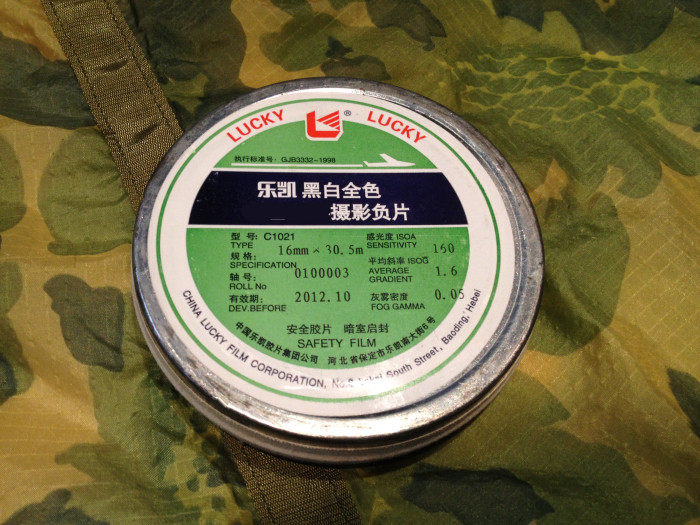 LUCKY ® LUCKY
执行标准号: GJB3332-1998
乐凯 黑白全色
摄影负片
型 号: C1021
TYPE
规 格: 16mm × 30.5m
SPECIFICATION
轴 号: 0100003
ROLL No
有效期: 2012.10
DEV.BEFORE
感光度 ISOA 160
SENSITIVITY
平均斜率 ISOG
AVERAGE 1.6
GRADIENT
灰雾密度 0.05
FOG GAMMA
安全胶片 暗室启封
SAFETY FILM
中国乐凯胶片集团公司 河北省保定市乐凯南大街6号
CHINA LUCKY FILM CORPORATION, No.6 South Street, Baoding, Hebei